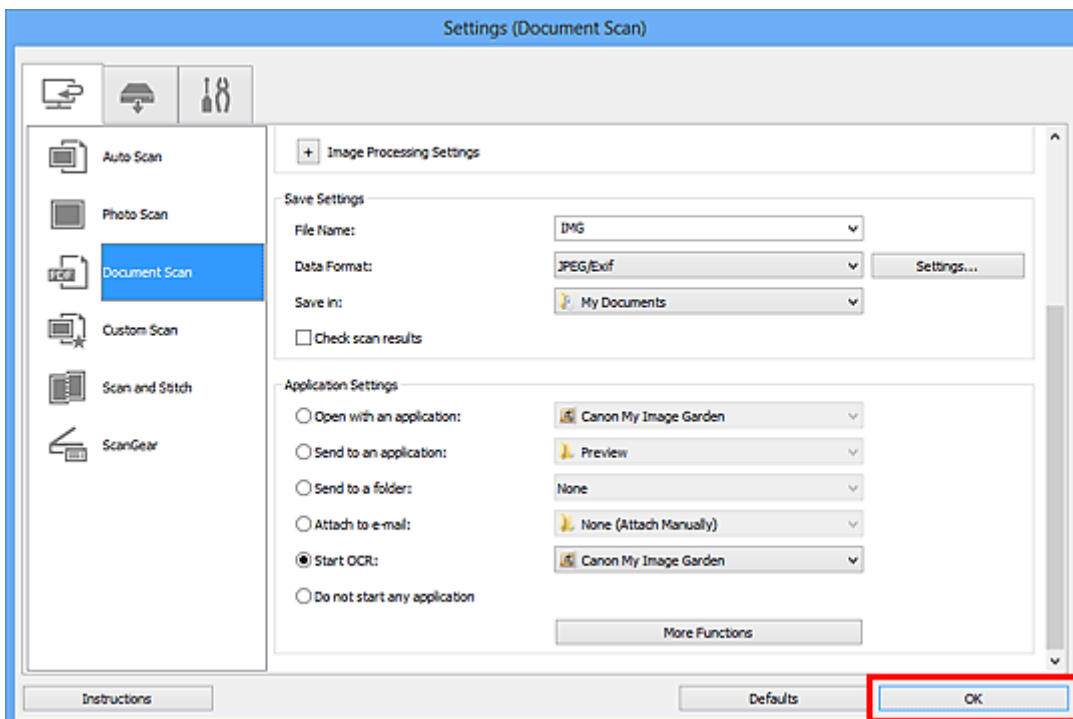 Settings (Document Scan)
Auto Scan
Photo Scan
Document Scan
Custom Scan
Scan and Stitch
ScanGear
+ Image Processing Settings
Save Settings
File Name: IMG
Data Format: JPEG/Exif Settings...
Save in: My Documents
Check scan results
Application Settings
Open with an application: Canon My Image Garden
Send to an application: Preview
Send to a folder: None
Attach to e-mail: None (Attach Manually)
Start OCR: Canon My Image Garden
Do not start any application
More Functions
Instructions Defaults OK